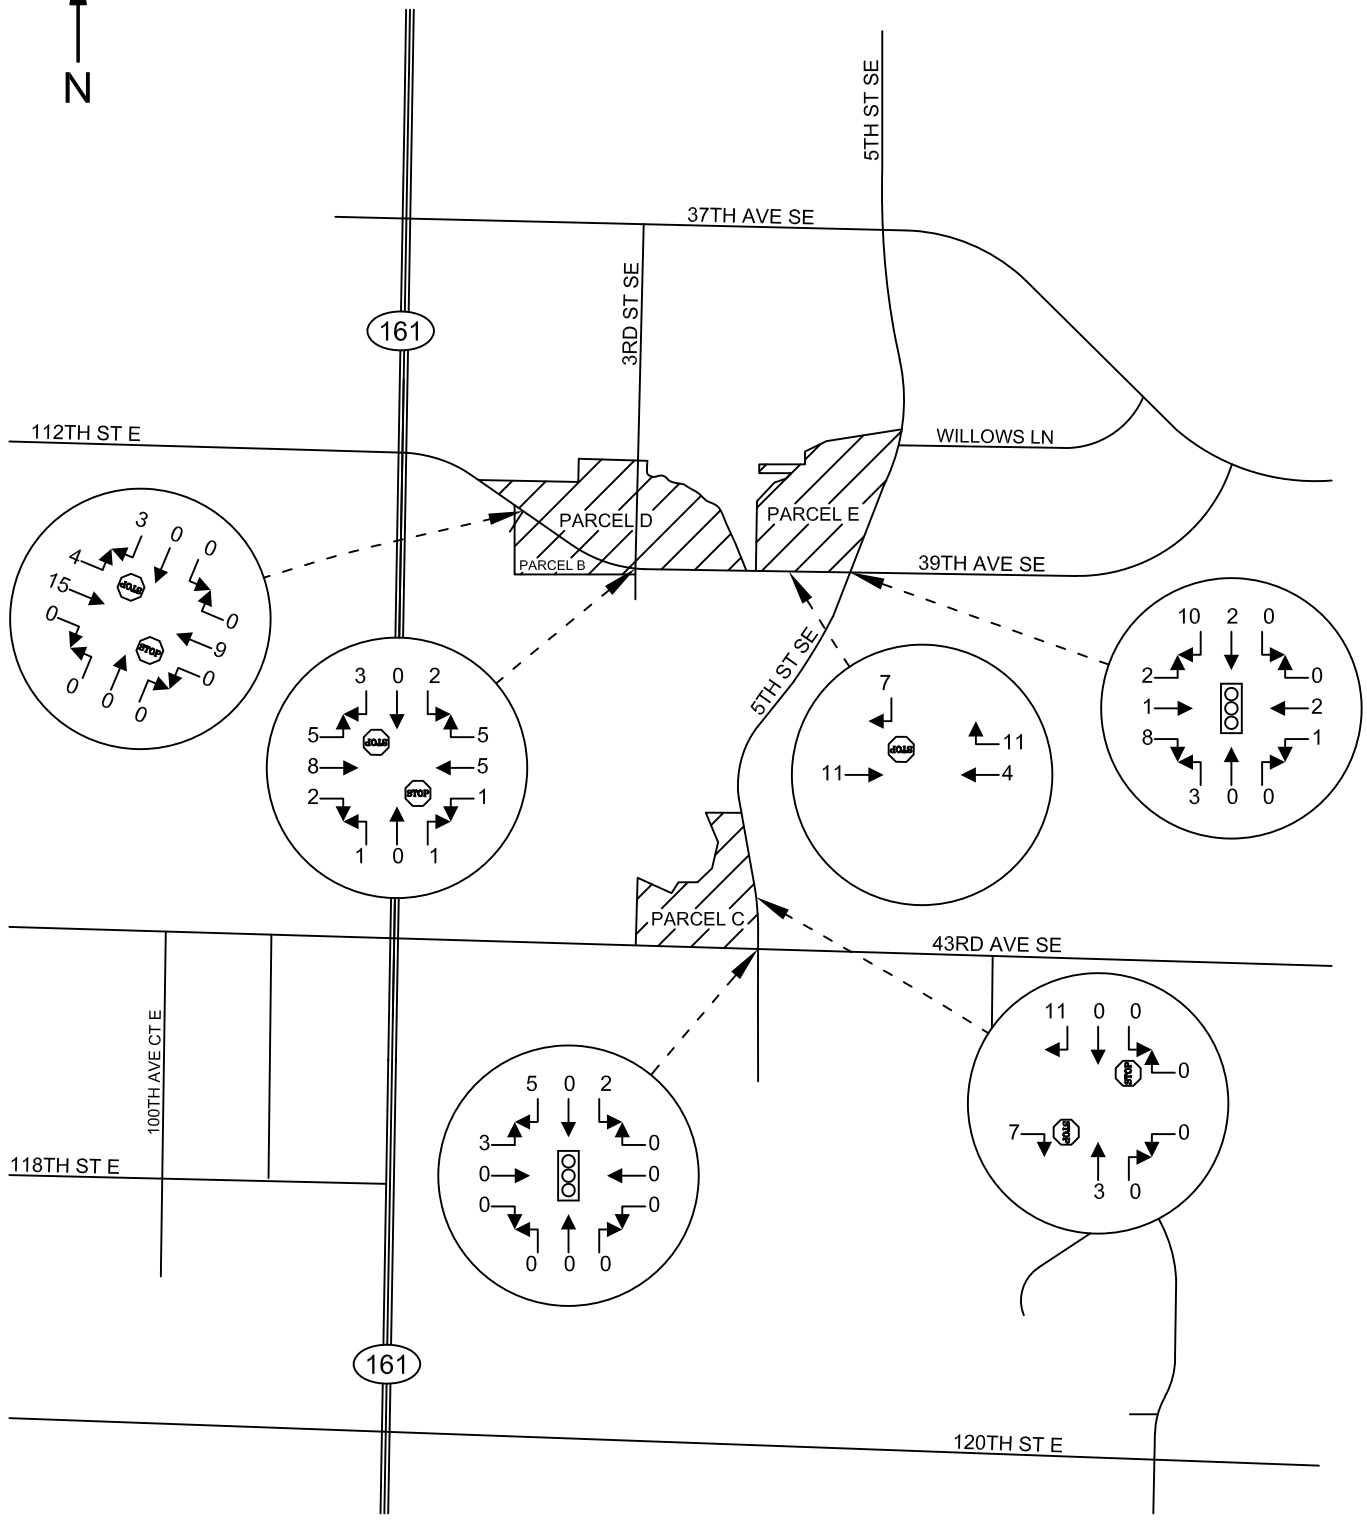 N
5TH ST SE
37TH AVE SE
3RD ST SE
161
112TH ST E
WILLOWS LN
PARCEL D
PARCEL E
PARCEL B
39TH AVE SE
3 0 0
4 0
15 9
0 0
0 0 0
STOP
STOP
5TH ST SE
10 2 0
2 0
1 2
8 1
3 0 0
3 0 2
5 5
8 5
2 1
1 0 1
STOP
STOP
7
11
11 4
STOP
PARCEL C
43RD AVE SE
100TH AVE CT E
11 0 0
0
7 0
3 0
STOP
STOP
5 0 2
3 0
0 0
0 0
0 0 0
118TH ST E
161
120TH ST E